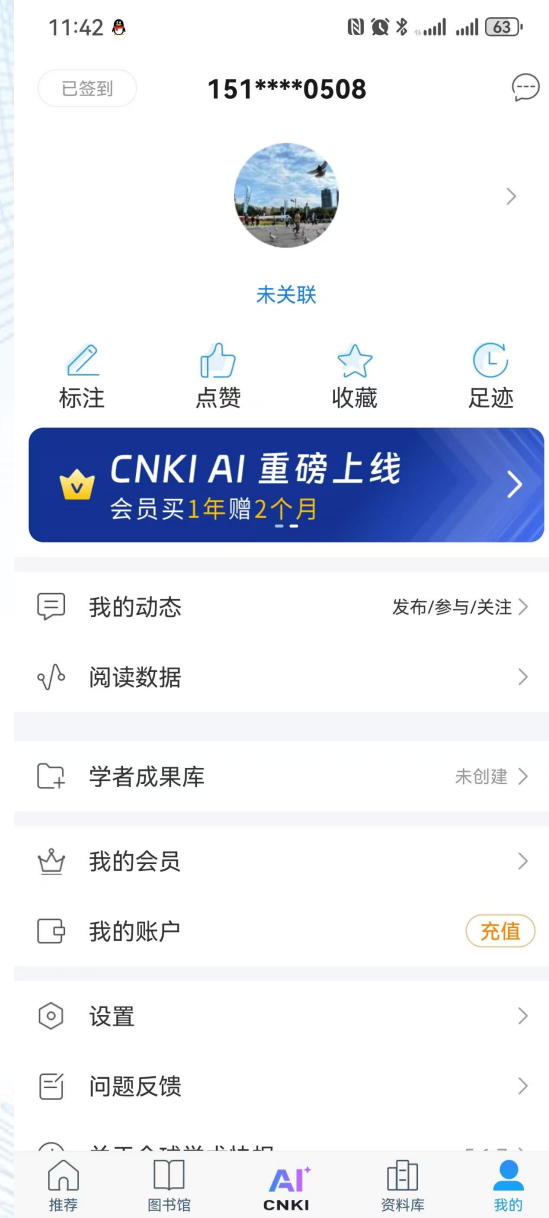 11:42
63
已签到
151****0508
未关联
标注 点赞 收藏 足迹
CNKI AI 重磅上线
会员买1年赠2个月
我的动态 发布/参与/关注
阅读数据
学者成果库 未创建
我的会员
我的账户 充值
设置
问题反馈
AI
推荐 图书馆 CNKI 资料库 我的